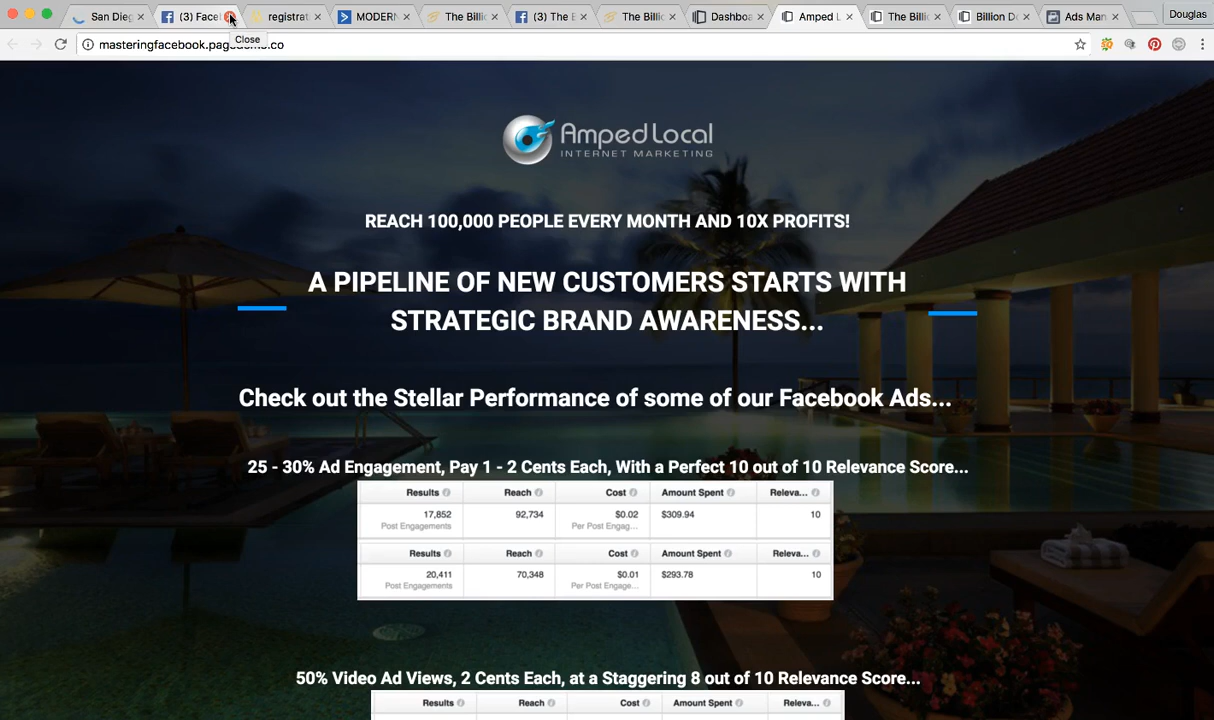 San Dieg
(3) Facel
registrat
MODERN
The Billic
(3) The E
The Billic
Dashboa
Amped L
The Billic
Billion Do
Ads Man
Douglas
Close
masteringfacebook.pagedemo.co
Amped Local
INTERNET MARKETING
REACH 100,000 PEOPLE EVERY MONTH AND 10X PROFITS!
A PIPELINE OF NEW CUSTOMERS STARTS WITH
STRATEGIC BRAND AWARENESS...
Check out the Stellar Performance of some of our Facebook Ads...
25 - 30% Ad Engagement, Pay 1 - 2 Cents Each, With a Perfect 10 out of 10 Relevance Score...
Results Reach Cost Amount Spent Releva...
17,852 92,734 $0.02 $309.94 10
Post Engagements Per Post Engag...
Results Reach Cost Amount Spent Releva...
20,411 70,348 $0.01 $293.78 10
Post Engagements Per Post Engage...
50% Video Ad Views, 2 Cents Each, at a Staggering 8 out of 10 Relevance Score...
Results Reach Cost Amount Spent Releva...